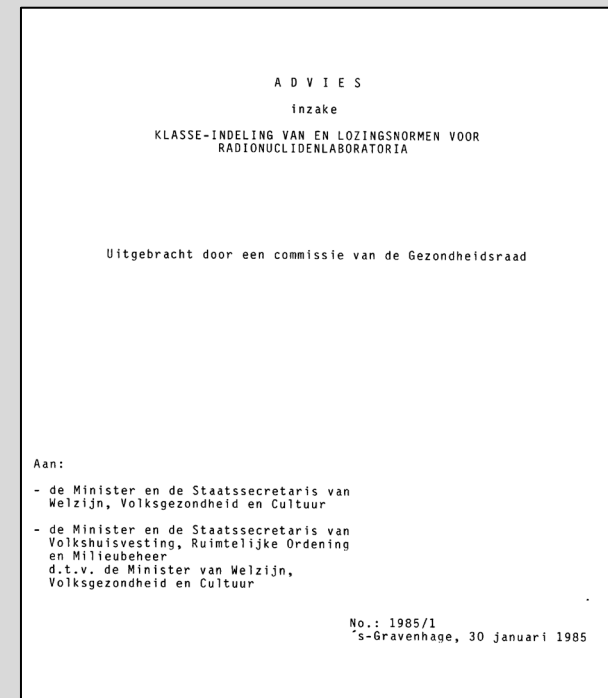 A D V I E S
inzake
KLASSE-INDELING VAN EN LOZINGSNORMEN VOOR
RADIONUCLIDENLABORATORIA
Uitgebracht door een commissie van de Gezondheidsraad
Aan:
- de Minister en de Staatssecretaris van
Welzijn, Volksgezondheid en Cultuur
- de Minister en de Staatssecretaris van
Volkshuisvesting, Ruimtelijke Ordening
en Milieubeheer
d.t.v. de Minister van Welzijn,
Volksgezondheid en Cultuur
No.: 1985/1
´s-Gravenhage, 30 januari 1985